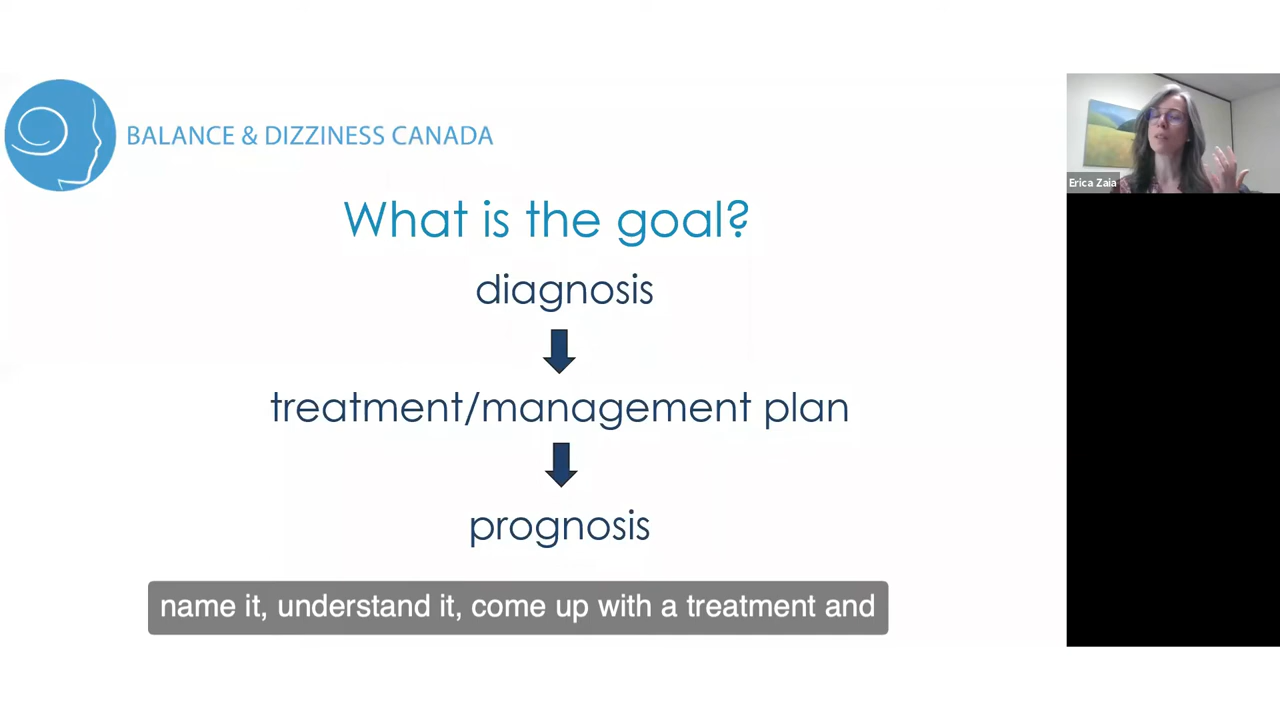 BALANCE & DIZZINESS CANADA
Erica Zaia
What is the goal?
diagnosis
treatment/management plan
prognosis
name it, understand it, come up with a treatment and